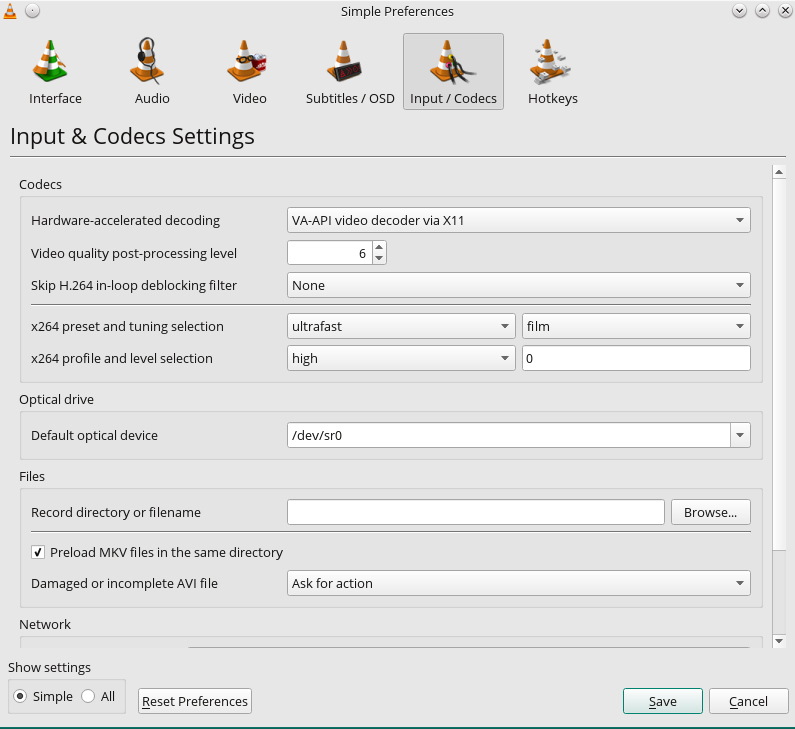 Simple Preferences
Interface Audio Video Subtitles / OSD Input / Codecs Hotkeys
Input & Codecs Settings
Codecs
Hardware-accelerated decoding VA-API video decoder via X11
Video quality post-processing level 6
Skip H.264 in-loop deblocking filter None
x264 preset and tuning selection ultrafast film
x264 profile and level selection high 0
Optical drive
Default optical device /dev/sr0
Files
Record directory or filename Browse...
Preload MKV files in the same directory
Damaged or incomplete AVI file Ask for action
Network
Show settings
Simple All Reset Preferences Save Cancel